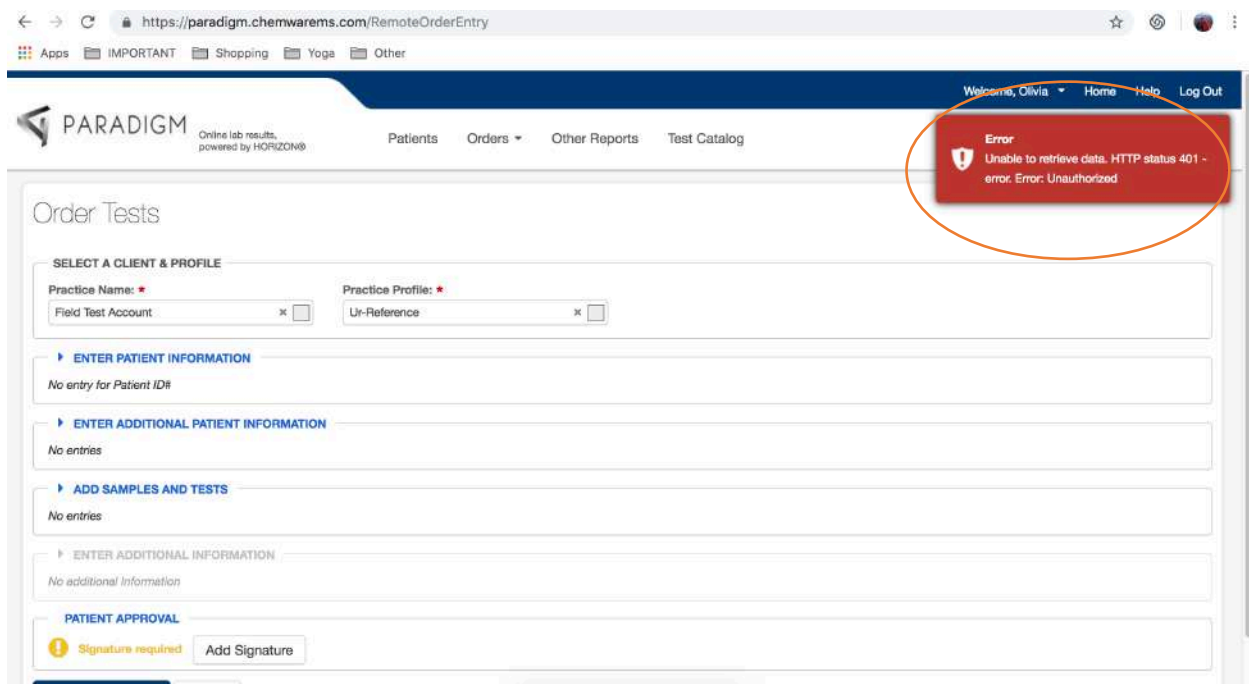 https://paradigm.chemwarems.com/RemoteOrderEntry
Apps IMPORTANT Shopping Yoga Other
Welcome, Olivia Home Help Log Out
PARADIGM
Online lab results,
powered by HORIZON®
Patients Orders Other Reports Test Catalog
Error
Unable to retrieve data. HTTP status 401 -
error. Error: Unauthorized
Order Tests
SELECT A CLIENT & PROFILE
Practice Name: * Practice Profile: *
Field Test Account × Ur-Reference ×
ENTER PATIENT INFORMATION
No entry for Patient ID#
ENTER ADDITIONAL PATIENT INFORMATION
No entries
ADD SAMPLES AND TESTS
No entries
ENTER ADDITIONAL INFORMATION
No additional information
PATIENT APPROVAL
Signature required Add Signature